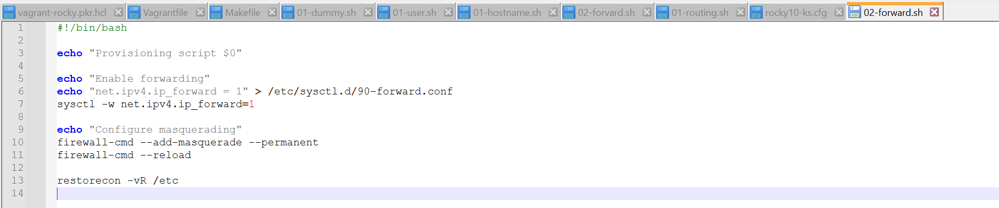 vagrant-rocky.pkr.hcl Vagrantfile Makefile 01-dummy.sh 01-user.sh 01-hostname.sh 02-forvard.sh 01-routing.sh rocky10-ks.cfg 02-forward.sh
1 #!/bin/bash
2
3 echo "Provisioning script $0"
4
5 echo "Enable forwarding"
6 echo "net.ipv4.ip_forward = 1" > /etc/sysctl.d/90-forward.conf
7 sysctl -w net.ipv4.ip_forward=1
8
9 echo "Configure masquerading"
10 firewall-cmd --add-masquerade --permanent
11 firewall-cmd --reload
12
13 restorecon -vR /etc
14